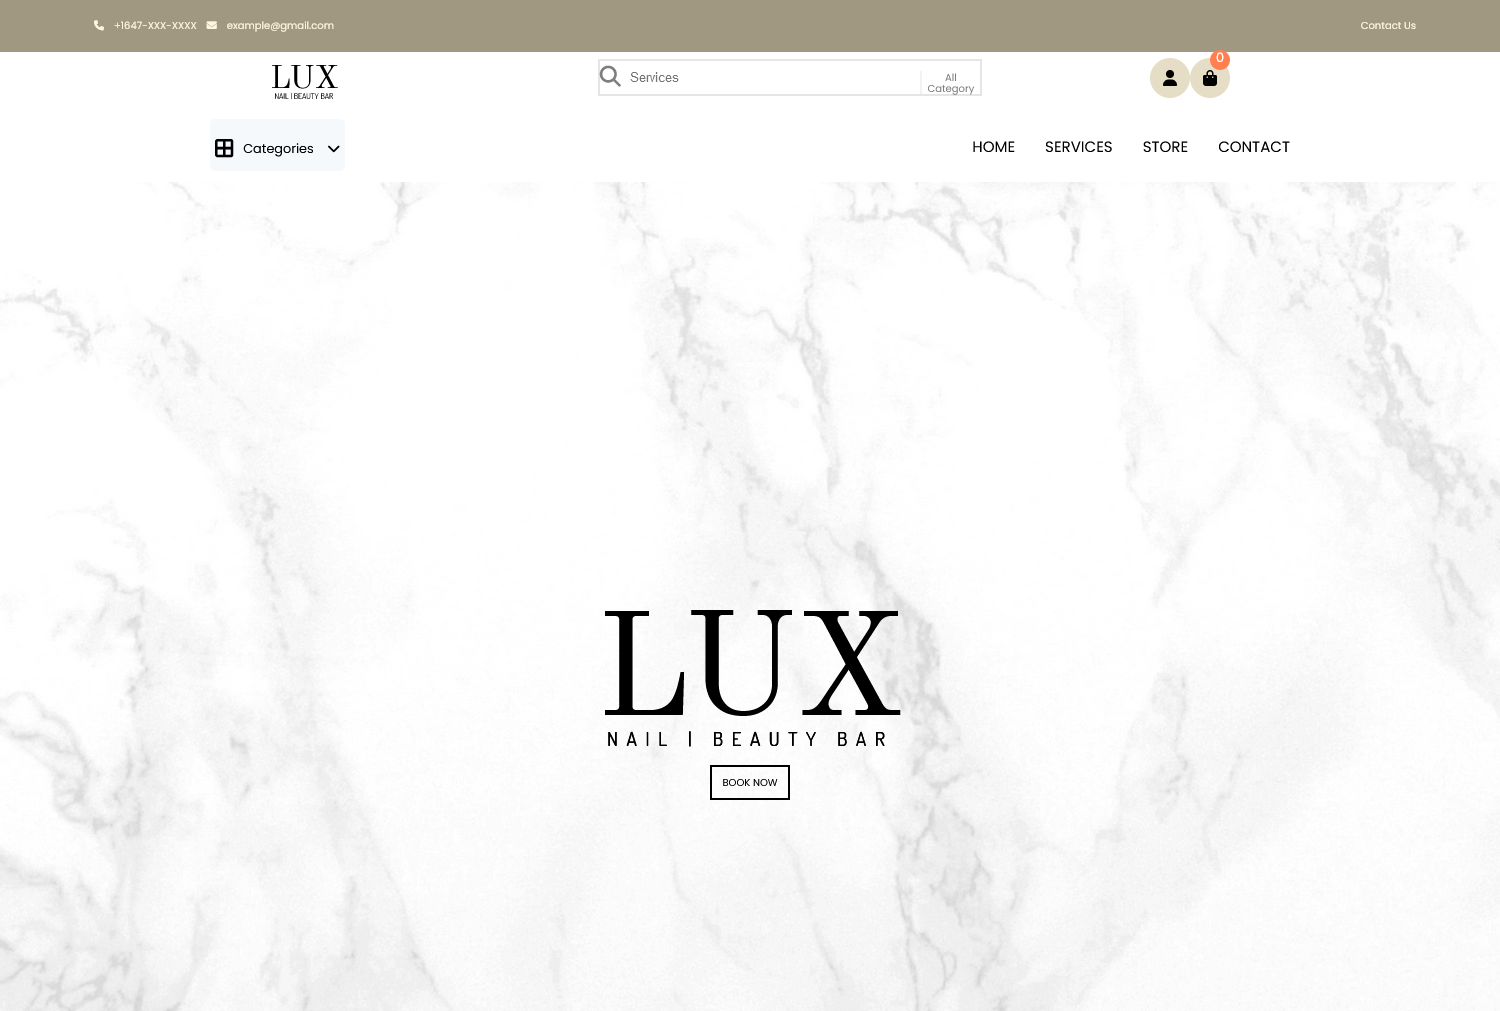 +1647-XXX-XXXX example@gmail.com Contact Us
LUX
NAIL | BEAUTY BAR
Services
All
Category
0
Categories
HOME SERVICES STORE CONTACT
LUX
NAIL | BEAUTY BAR
BOOK NOW